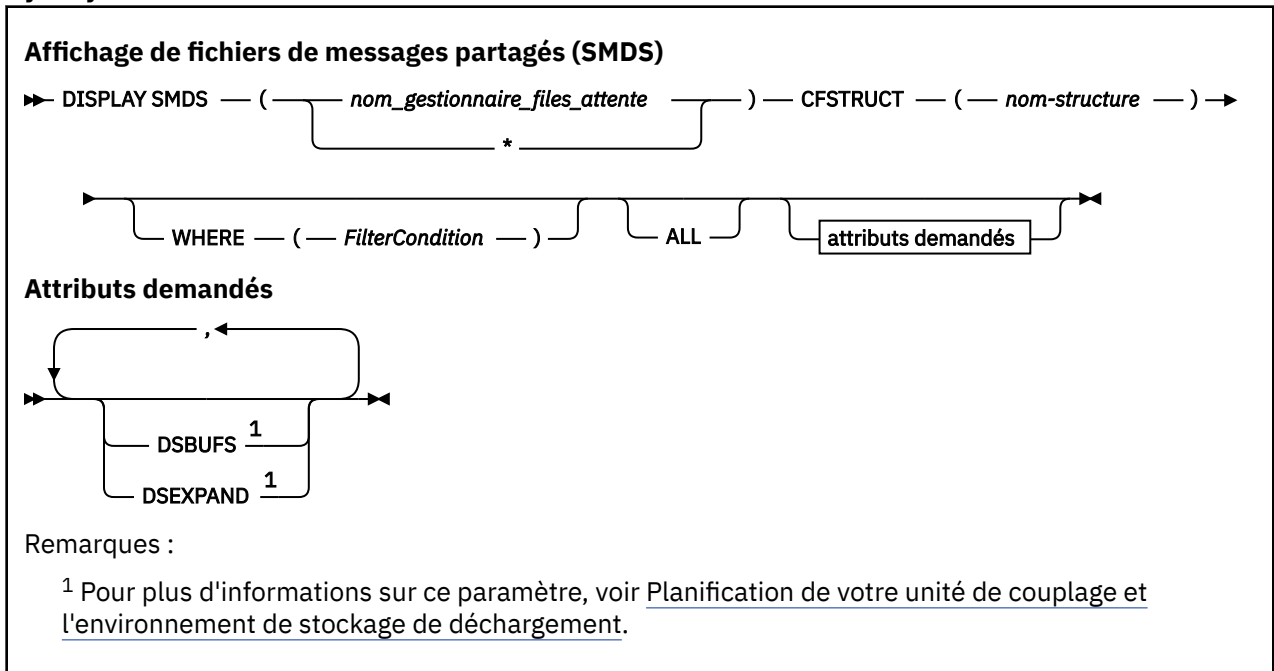 Affichage de fichiers de messages partagés (SMDS)
DISPLAY SMDS ( nom_gestionnaire_files_attente ) CFSTRUCT ( nom-structure )
*
WHERE ( FilterCondition ) ALL attributs demandés
Attributs demandés
,
DSBUFS 1
DSEXPAND 1
Remarques :
1 Pour plus d'informations sur ce paramètre, voir Planification de votre unité de couplage et
l'environnement de stockage de déchargement.